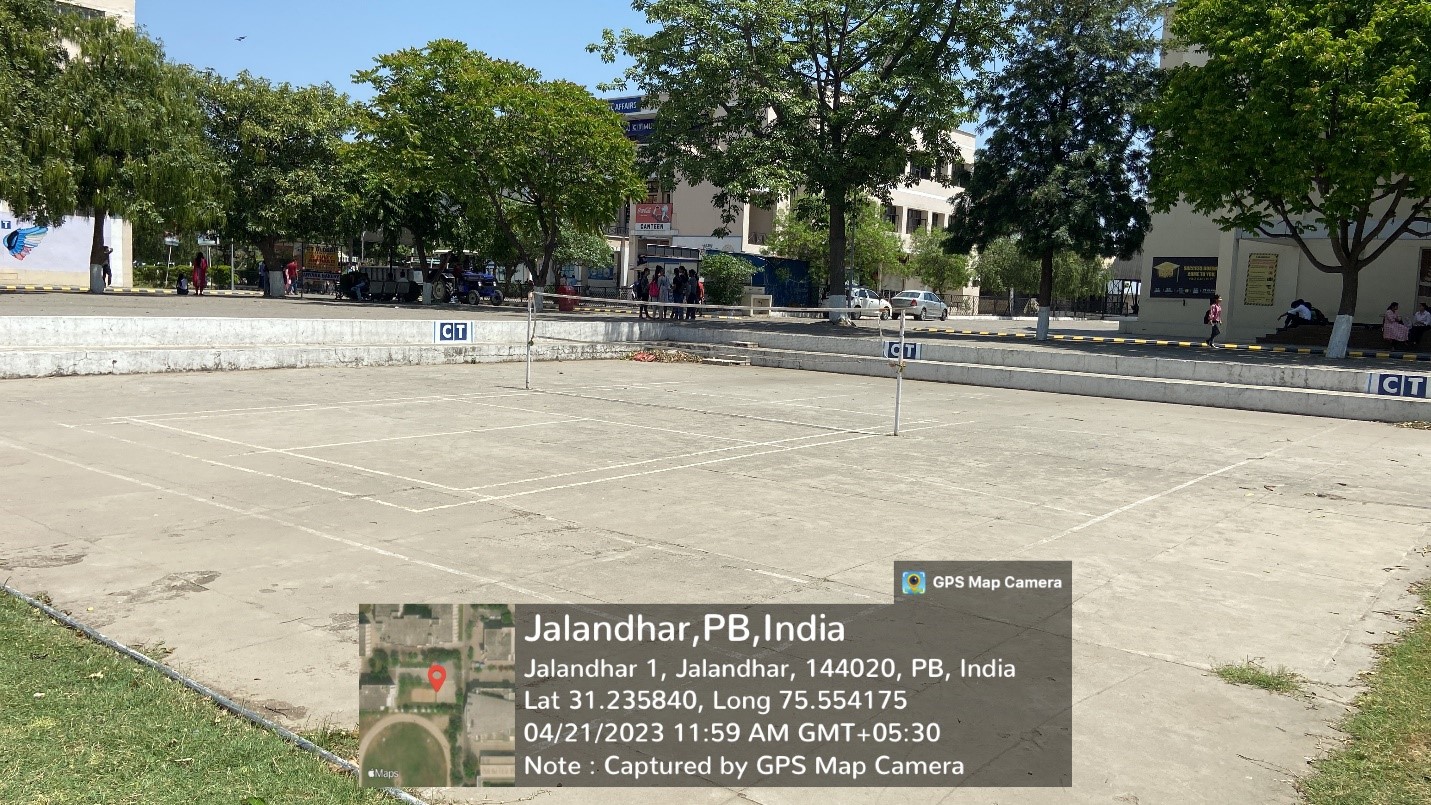 AFFAIRS
CANTEEN
T
CT
CT
CT
GPS Map Camera
Jalandhar,PB,India
Jalandhar 1, Jalandhar, 144020, PB, India
Lat 31.235840, Long 75.554175
04/21/2023 11:59 AM GMT+05:30
Note : Captured by GPS Map Camera
Maps